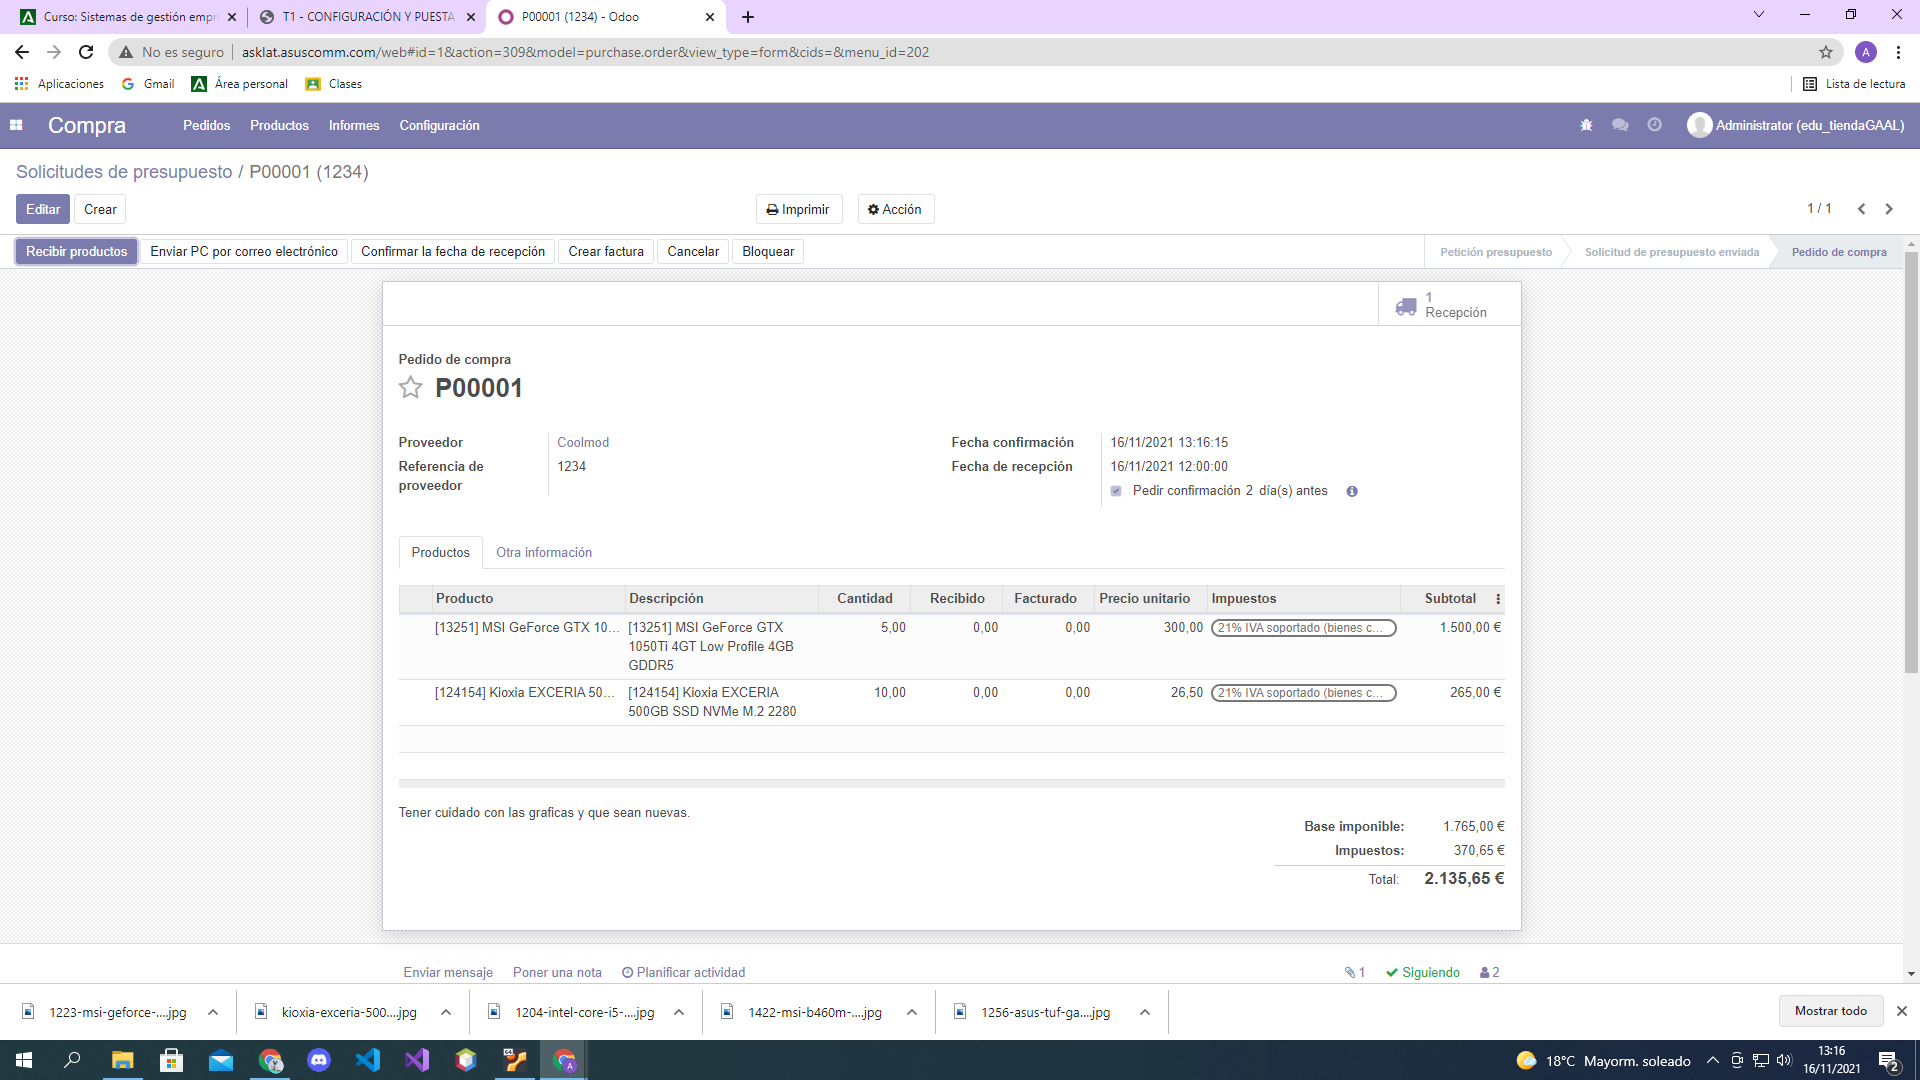 Curso: Sistemas de gestión empr
T1 - CONFIGURACIÓN Y PUESTA
P00001 (1234) - Odoo
No es seguro
asklat.asuscomm.com/web#id=1&action=309&model=purchase.order&view_type=form&cids=&menu_id=202
A
Aplicaciones
Gmail
Área personal
Clases
Lista de lectura
Compra
Pedidos
Productos
Informes
Configuración
Administrator (edu_tiendaGAAL)
Solicitudes de presupuesto / P00001 (1234)
Editar
Crear
Imprimir
Acción
1 / 1
Recibir productos
Enviar PC por correo electrónico
Confirmar la fecha de recepción
Crear factura
Cancelar
Bloquear
Petición presupuesto
Solicitud de presupuesto enviada
Pedido de compra
1
Recepción
Pedido de compra
P00001
Proveedor
Coolmod
Referencia de
proveedor
1234
Fecha confirmación
16/11/2021 13:16:15
Fecha de recepción
16/11/2021 12:00:00
Pedir confirmación 2 día(s) antes
Productos
Otra información
Producto Descripción Cantidad Recibido Facturado Precio unitario Impuestos Subtotal
[13251] MSI GeForce GTX 10... [13251] MSI GeForce GTX 5,00 0,00 0,00 300,00 21% IVA soportado (bienes c... 1.500,00 €
1050Ti 4GT Low Profile 4GB
GDDR5
[124154] Kioxia EXCERIA 50... [124154] Kioxia EXCERIA 10,00 0,00 0,00 26,50 21% IVA soportado (bienes c... 265,00 €
500GB SSD NVMe M.2 2280
Tener cuidado con las graficas y que sean nuevas.
Base imponible: 1.765,00 €
Impuestos: 370,65 €
Total: 2.135,65 €
Enviar mensaje
Poner una nota
Planificar actividad
1
Siguiendo
2
1223-msi-geforce-....jpg
kioxia-exceria-500....jpg
1204-intel-core-i5-....jpg
1422-msi-b460m-....jpg
1256-asus-tuf-ga....jpg
Mostrar todo
18°C Mayorm. soleado
13:16
16/11/2021
2